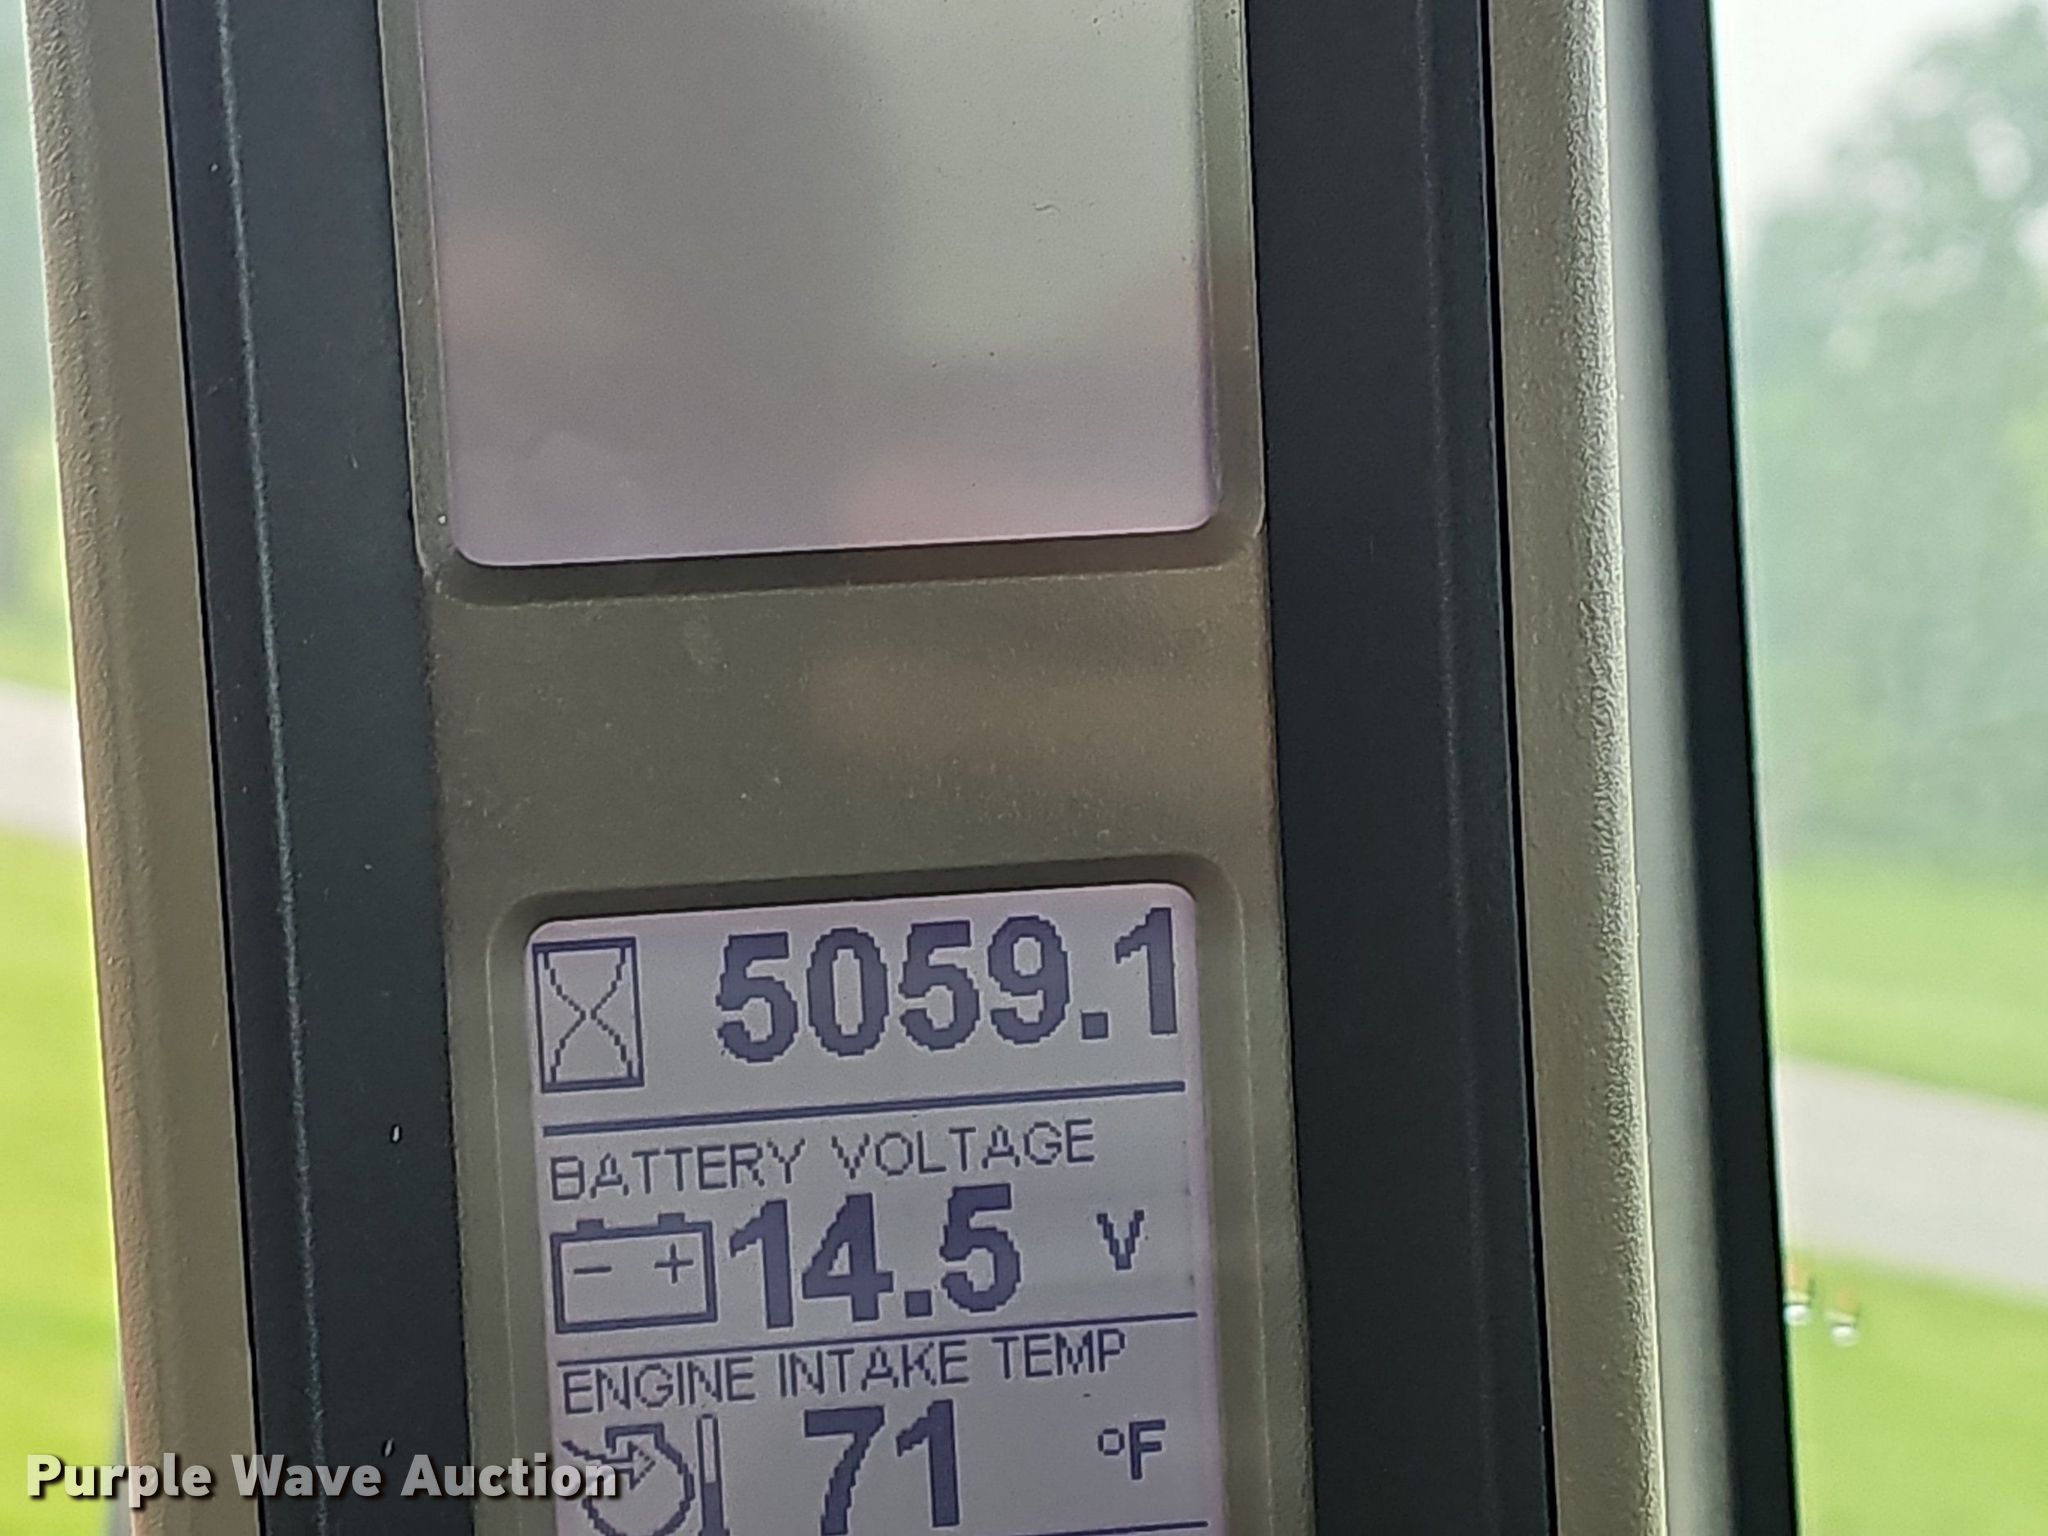 5059.1
BATTERY VOLTAGE
- + 14.5 V
ENGINE INTAKE TEMP
71 °F
Purple Wave Auction